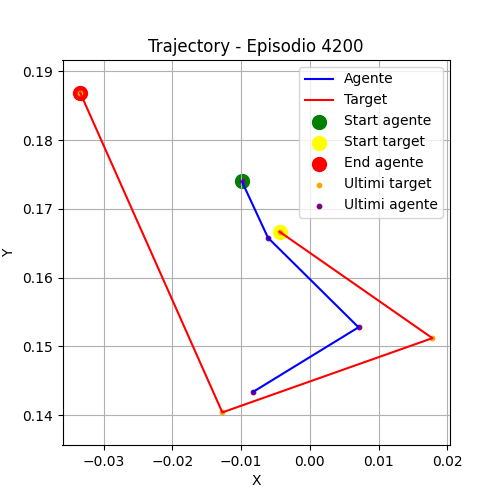 Trajectory - Episodio 4200
0.19
0.18
0.17
0.16
0.15
0.14
Y
Agente
Target
Start agente
Start target
End agente
Ultimi target
Ultimi agente
−0.03
−0.02
−0.01
0.00
0.01
0.02
X